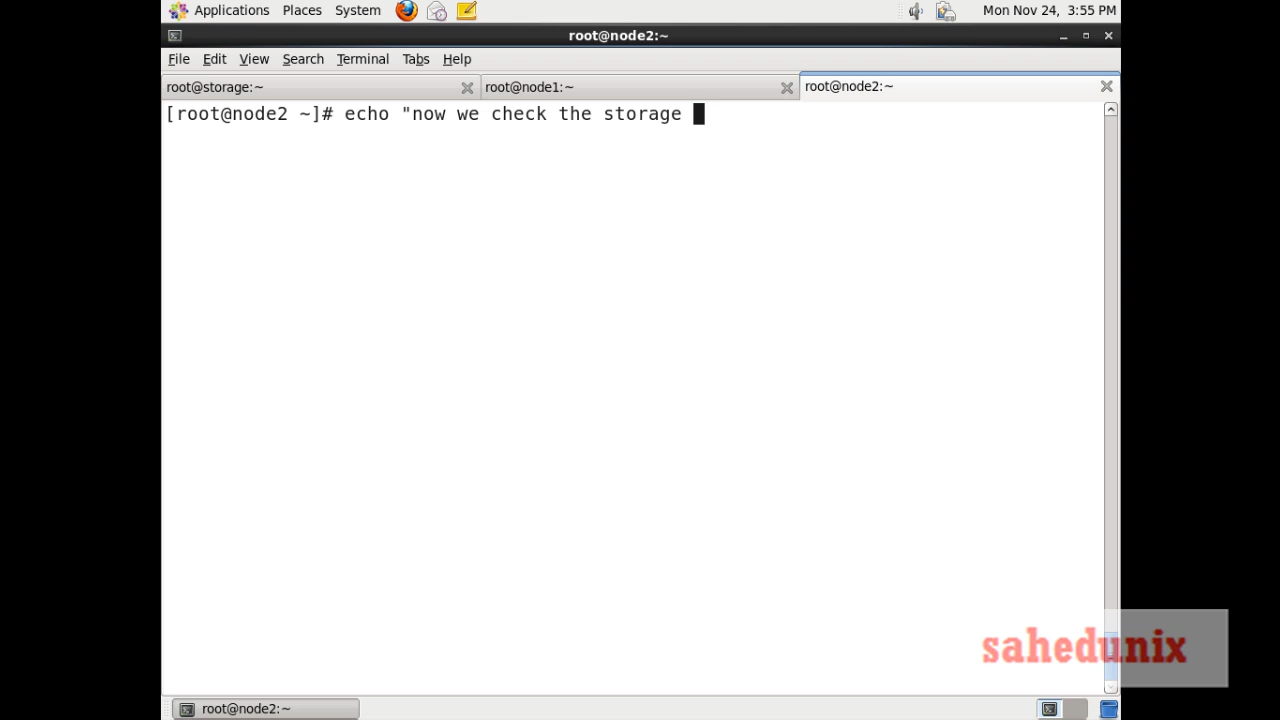 Applications Places System Mon Nov 24, 3:55 PM
root@node2:~
File Edit View Search Terminal Tabs Help
root@storage:~ root@node1:~ root@node2:~
[root@node2 ~]# echo "now we check the storage
sahedunix
root@node2:~